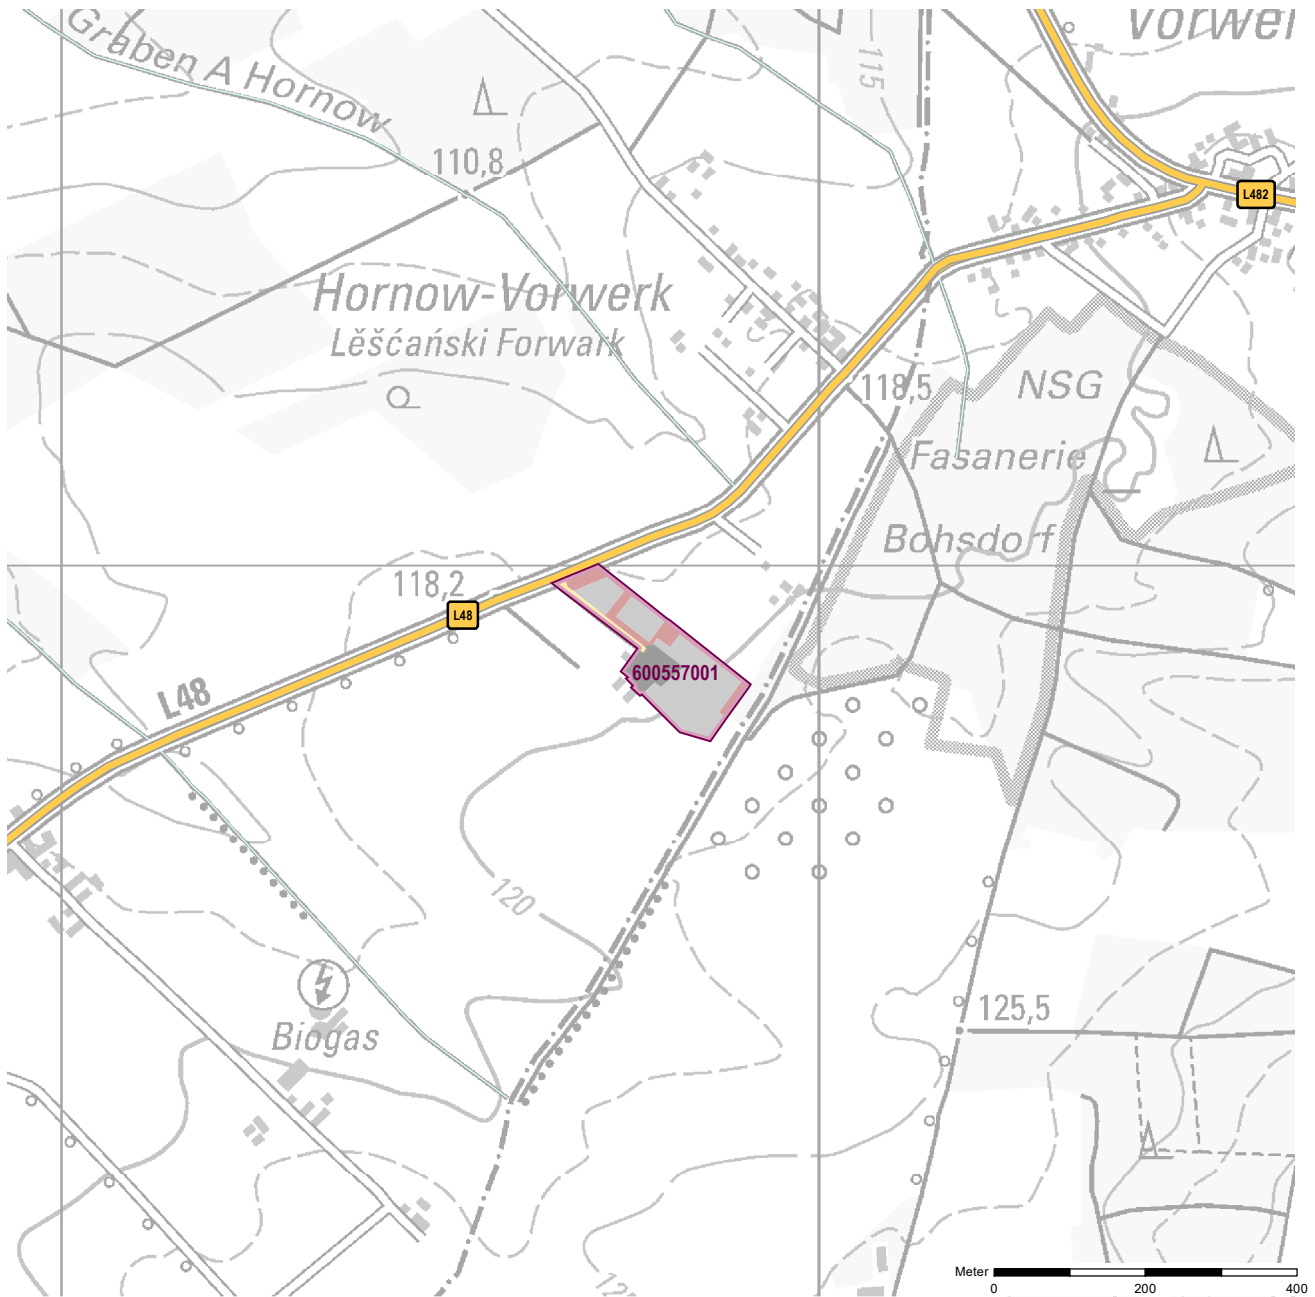 Graben A Hornow
Vorwer
115
110,8
L482
Hornow-Vorwerk
Lěšćański Forwark
118,5
NSG
Fasanerie
Bohsdorf
118,2
L48
600557001
L48
120
Biogas
125,5
Meter
0 200 400